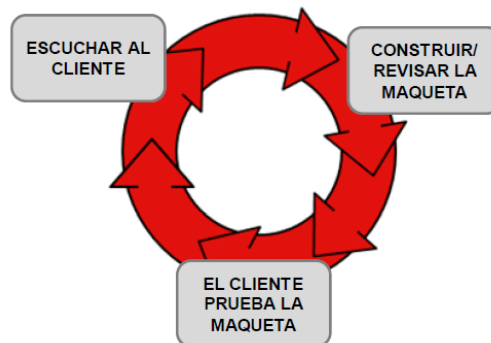 ESCUCHAR AL
CLIENTE
CONSTRUIR/
REVISAR LA
MAQUETA
EL CLIENTE
PRUEBA LA
MAQUETA